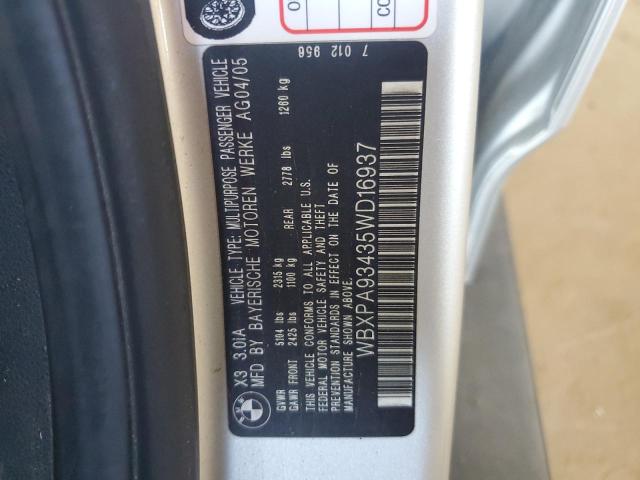 7 012 956
X3 3.0iA VEHICLE TYPE: MULTIPURPOSE PASSENGER VEHICLE
MFD BY BAYERISCHE MOTOREN WERKE AG04/05
GVWR 5104 lbs 2315 kg
GAWR FRONT 2425 lbs 1100 kg REAR 2778 lbs 1260 kg
THIS VEHICLE CONFORMS TO ALL APPLICABLE U.S.
FEDERAL MOTOR VEHICLE SAFETY AND THEFT
PREVENTION STANDARDS IN EFFECT ON THE DATE OF
MANUFACTURE SHOWN ABOVE.
WBXPA93435WD16937